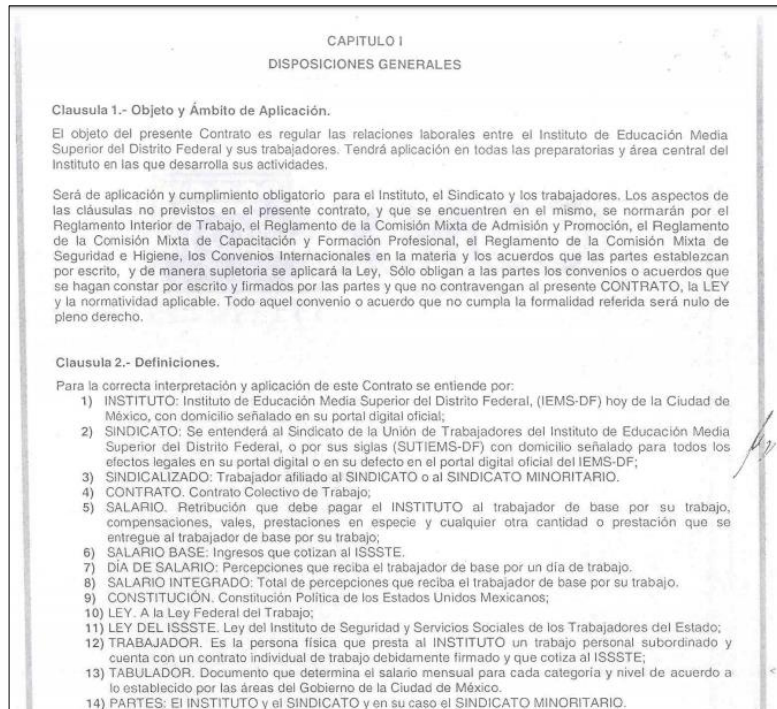 CAPITULO I
DISPOSICIONES GENERALES
Clausula 1.- Objeto y Ámbito de Aplicación.
El objeto del presente Contrato es regular las relaciones laborales entre el Instituto de Educación Media
Superior del Distrito Federal y sus trabajadores. Tendrá aplicación en todas las preparatorias y área central del
Instituto en las que desarrolla sus actividades.
Será de aplicación y cumplimiento obligatorio para el Instituto, el Sindicato y los trabajadores. Los aspectos de
las cláusulas no previstos en el presente contrato, y que se encuentren en el mismo, se normarán por el
Reglamento Interior de Trabajo, el Reglamento de la Comisión Mixta de Admisión y Promoción, el Reglamento
de la Comisión Mixta de Capacitación y Formación Profesional, el Reglamento de la Comisión Mixta de
Seguridad e Higiene, los Convenios Internacionales en la materia y los acuerdos que las partes establezcan
por escrito, y de manera supletoria se aplicará la Ley, Sólo obligan a las partes los convenios o acuerdos que
se hagan constar por escrito y firmados por las partes y que no contravengan al presente CONTRATO, la LEY
y la normatividad aplicable. Todo aquel convenio o acuerdo que no cumpla la formalidad referida será nulo de
pleno derecho.
Clausula 2.- Definiciones.
Para la correcta interpretación y aplicación de este Contrato se entiende por:
1) INSTITUTO: Instituto de Educación Media Superior del Distrito Federal, (IEMS-DF) hoy de la Ciudad de
México, con domicilio señalado en su portal digital oficial;
2) SINDICATO: Se entenderá al Sindicato de la Unión de Trabajadores del Instituto de Educación Media
Superior del Distrito Federal, o por sus siglas (SUTIEMS-DF) con domicilio señalado para todos los
efectos legales en su portal digital o en su defecto en el portal digital oficial del IEMS-DF;
3) SINDICALIZADO: Trabajador afiliado al SINDICATO o al SINDICATO MINORITARIO.
4) CONTRATO. Contrato Colectivo de Trabajo;
5) SALARIO. Retribución que debe pagar el INSTITUTO al trabajador de base por su trabajo,
compensaciones, vales, prestaciones en especie y cualquier otra cantidad o prestación que se
entregue al trabajador de base por su trabajo;
6) SALARIO BASE: Ingresos que cotizan al ISSSTE.
7) DÍA DE SALARIO: Percepciones que reciba el trabajador de base por un día de trabajo.
8) SALARIO INTEGRADO: Total de percepciones que reciba el trabajador de base por su trabajo.
9) CONSTITUCIÓN. Constitución Política de los Estados Unidos Mexicanos;
10) LEY. A la Ley Federal del Trabajo;
11) LEY DEL ISSSTE. Ley del Instituto de Seguridad y Servicios Sociales de los Trabajadores del Estado;
12) TRABAJADOR. Es la persona física que presta al INSTITUTO un trabajo personal subordinado y
cuenta con un contrato individual de trabajo debidamente firmado y que cotiza al ISSSTE;
13) TABULADOR. Documento que determina el salario mensual para cada categoría y nivel de acuerdo a
lo establecido por las áreas del Gobierno de la Ciudad de México.
14) PARTES: El INSTITUTO y el SINDICATO y en su caso el SINDICATO MINORITARIO.